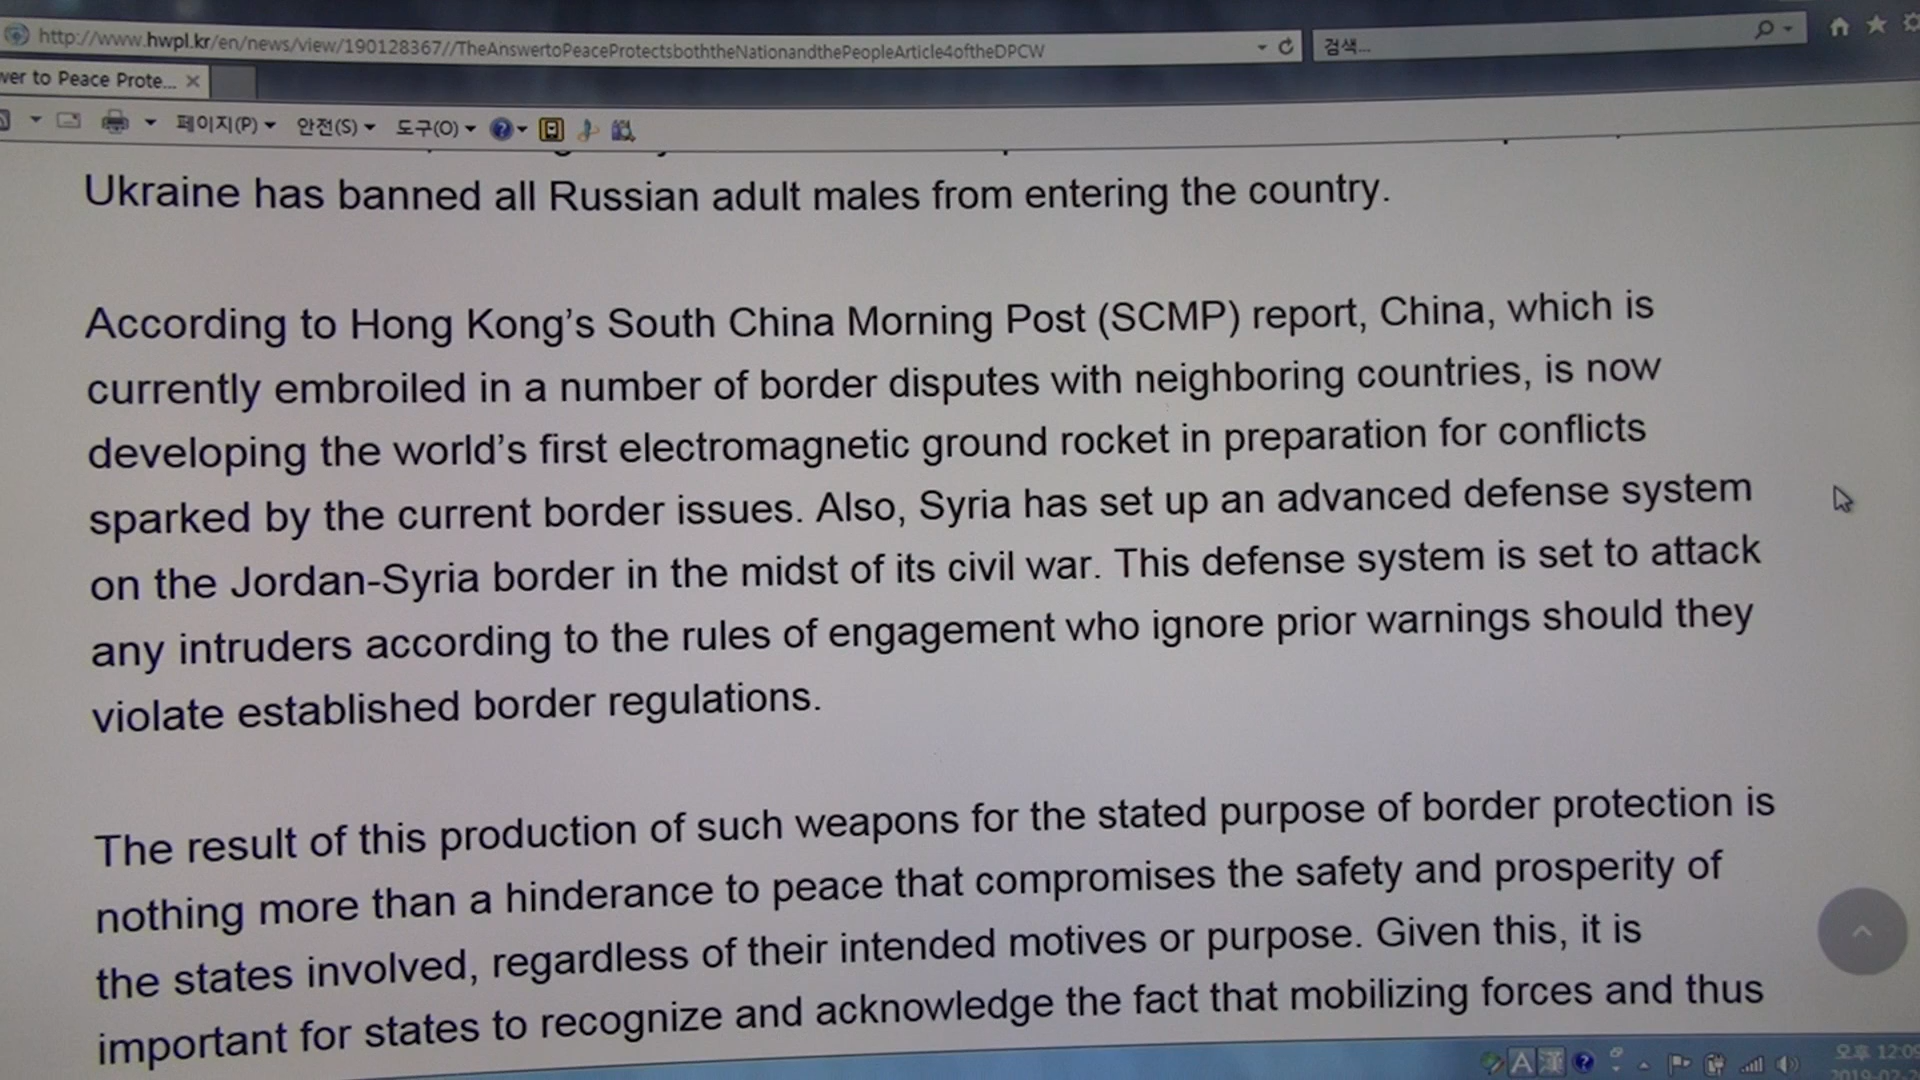 http://www.hwpl.kr/en/news/view/190128367//TheAnswertoPeaceProtectsboththeNationandthePeopleArticle4oftheDPCW
검색...
ver to Peace Prote...
페이지(P) 안전(S) 도구(O)
Ukraine has banned all Russian adult males from entering the country.
According to Hong Kong's South China Morning Post (SCMP) report, China, which is
currently embroiled in a number of border disputes with neighboring countries, is now
developing the world's first electromagnetic ground rocket in preparation for conflicts
sparked by the current border issues. Also, Syria has set up an advanced defense system
on the Jordan-Syria border in the midst of its civil war. This defense system is set to attack
any intruders according to the rules of engagement who ignore prior warnings should they
violate established border regulations.
The result of this production of such weapons for the stated purpose of border protection is
nothing more than a hinderance to peace that compromises the safety and prosperity of
the states involved, regardless of their intended motives or purpose. Given this, it is
important for states to recognize and acknowledge the fact that mobilizing forces and thus
A 漢
오후 12:09